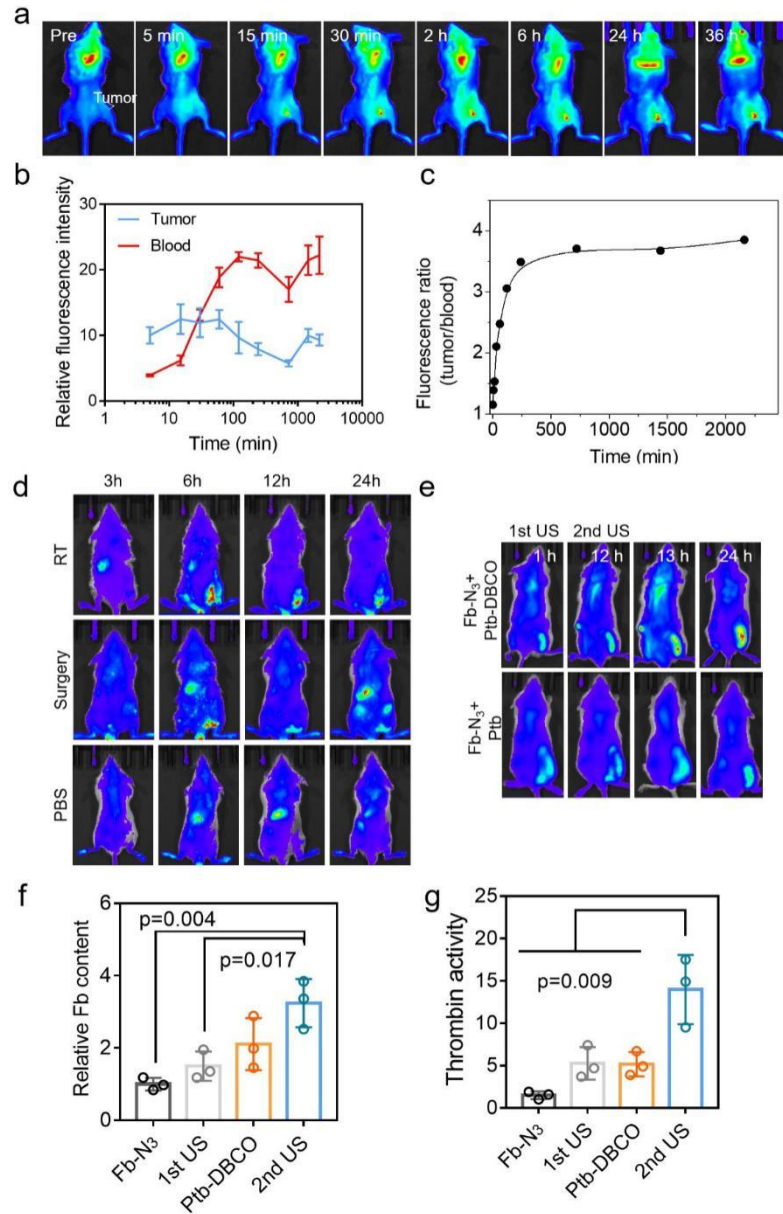 a
Pre 5 min 15 min 30 min 2 h 6 h 24 h 36 h
Tumor
b
Relative fluorescence intensity
30
20
10
0
Tumor
Blood
1 10 100 1000 10000
Time (min)
c
Fluorescence ratio
(tumor/blood)
4
3
2
1
0 500 1000 1500 2000
Time (min)
d
3h 6h 12h 24h
RT
Surgery
PBS
e
1st US 2nd US
1 h 12 h 13 h 24 h
Fb-N3+
Ptb-DBCO
Fb-N3+
Ptb
f
Relative Fb content
6
4
2
0
p=0.004
p=0.017
Fb-N3
1st US
Ptb-DBCO
2nd US
g
Thrombin activity
25
20
15
10
5
0
p=0.009
Fb-N3
1st US
Ptb-DBCO
2nd US